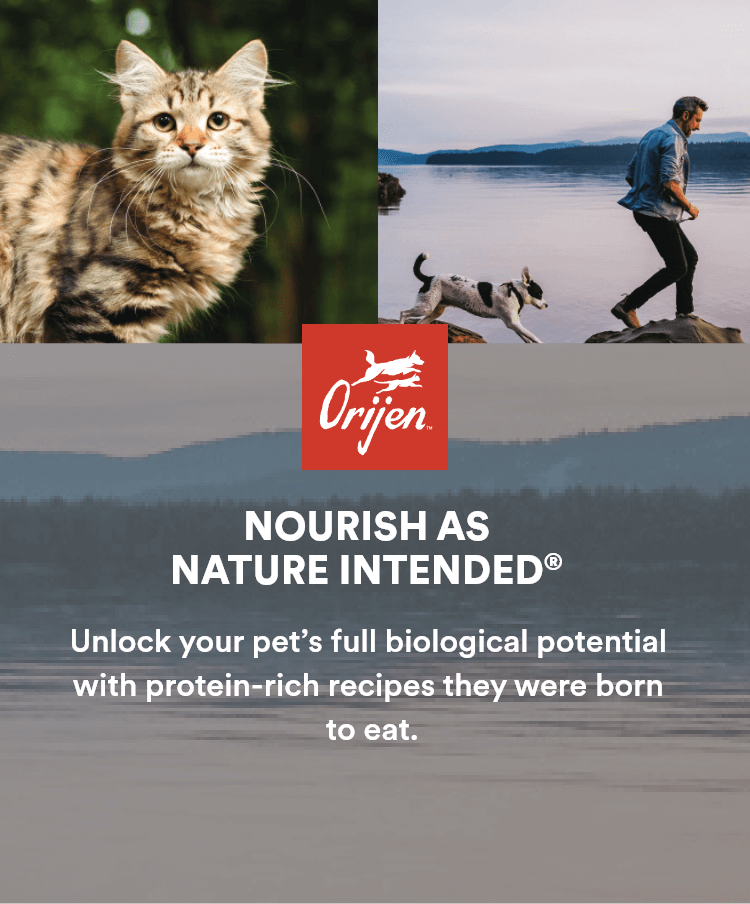 Orijen™
NOURISH AS
NATURE INTENDED®
Unlock your pet’s full biological potential
with protein-rich recipes they were born
to eat.